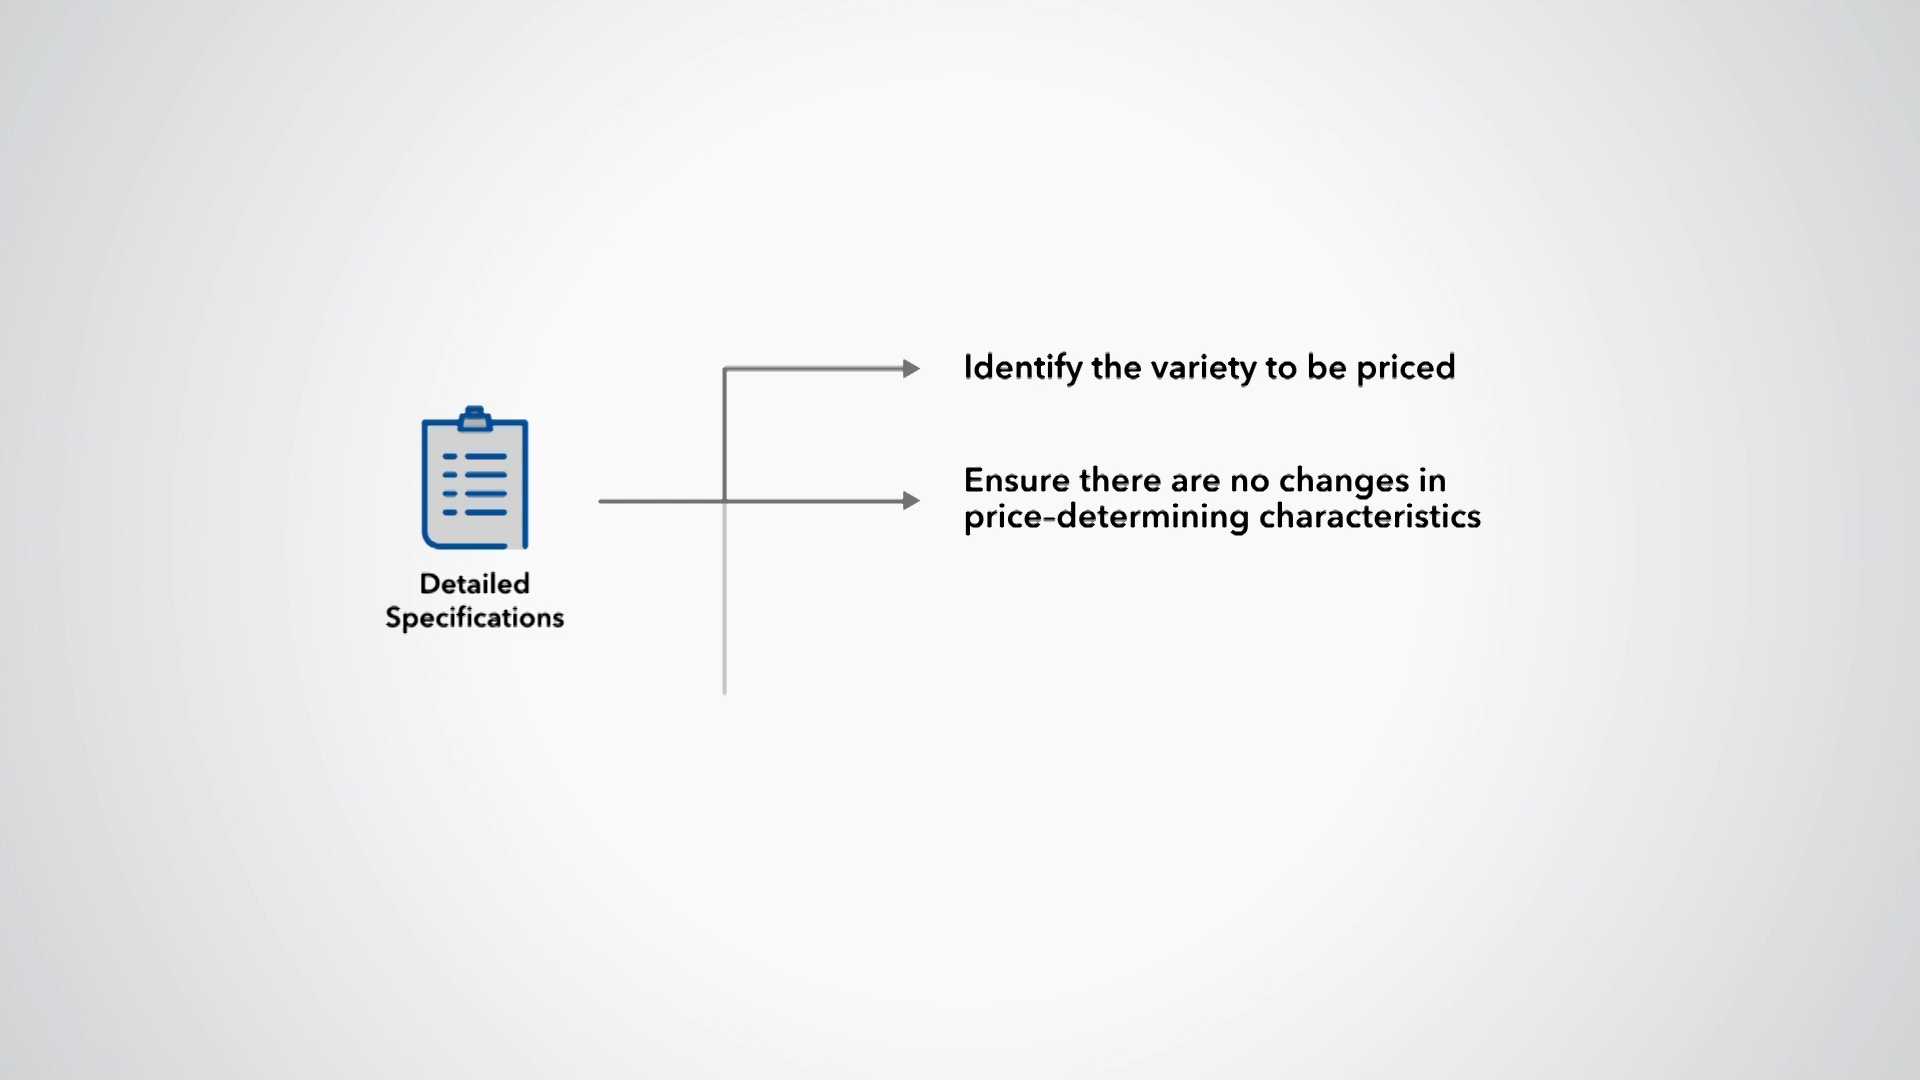 Identify the variety to be priced
Ensure there are no changes in
price-determining characteristics
Detailed
Specifications